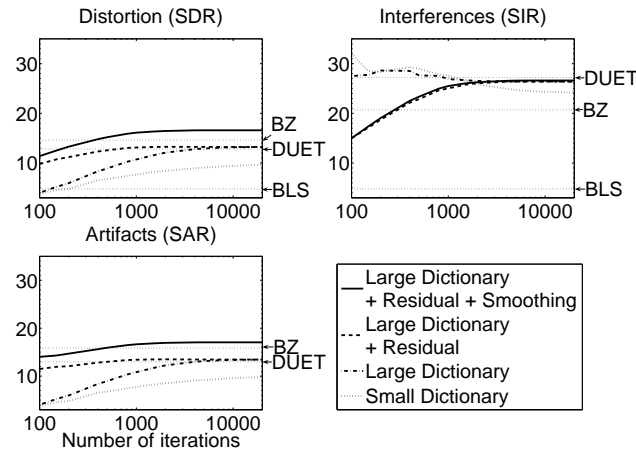 Distortion (SDR)
30
20
10
100
1000
10000
BZ
DUET
BLS
Interferences (SIR)
30
20
10
100
1000
10000
DUET
BZ
BLS
Artifacts (SAR)
30
20
10
100
1000
10000
BZ
DUET
Number of iterations
Large Dictionary
+ Residual + Smoothing
Large Dictionary
+ Residual
Large Dictionary
Small Dictionary